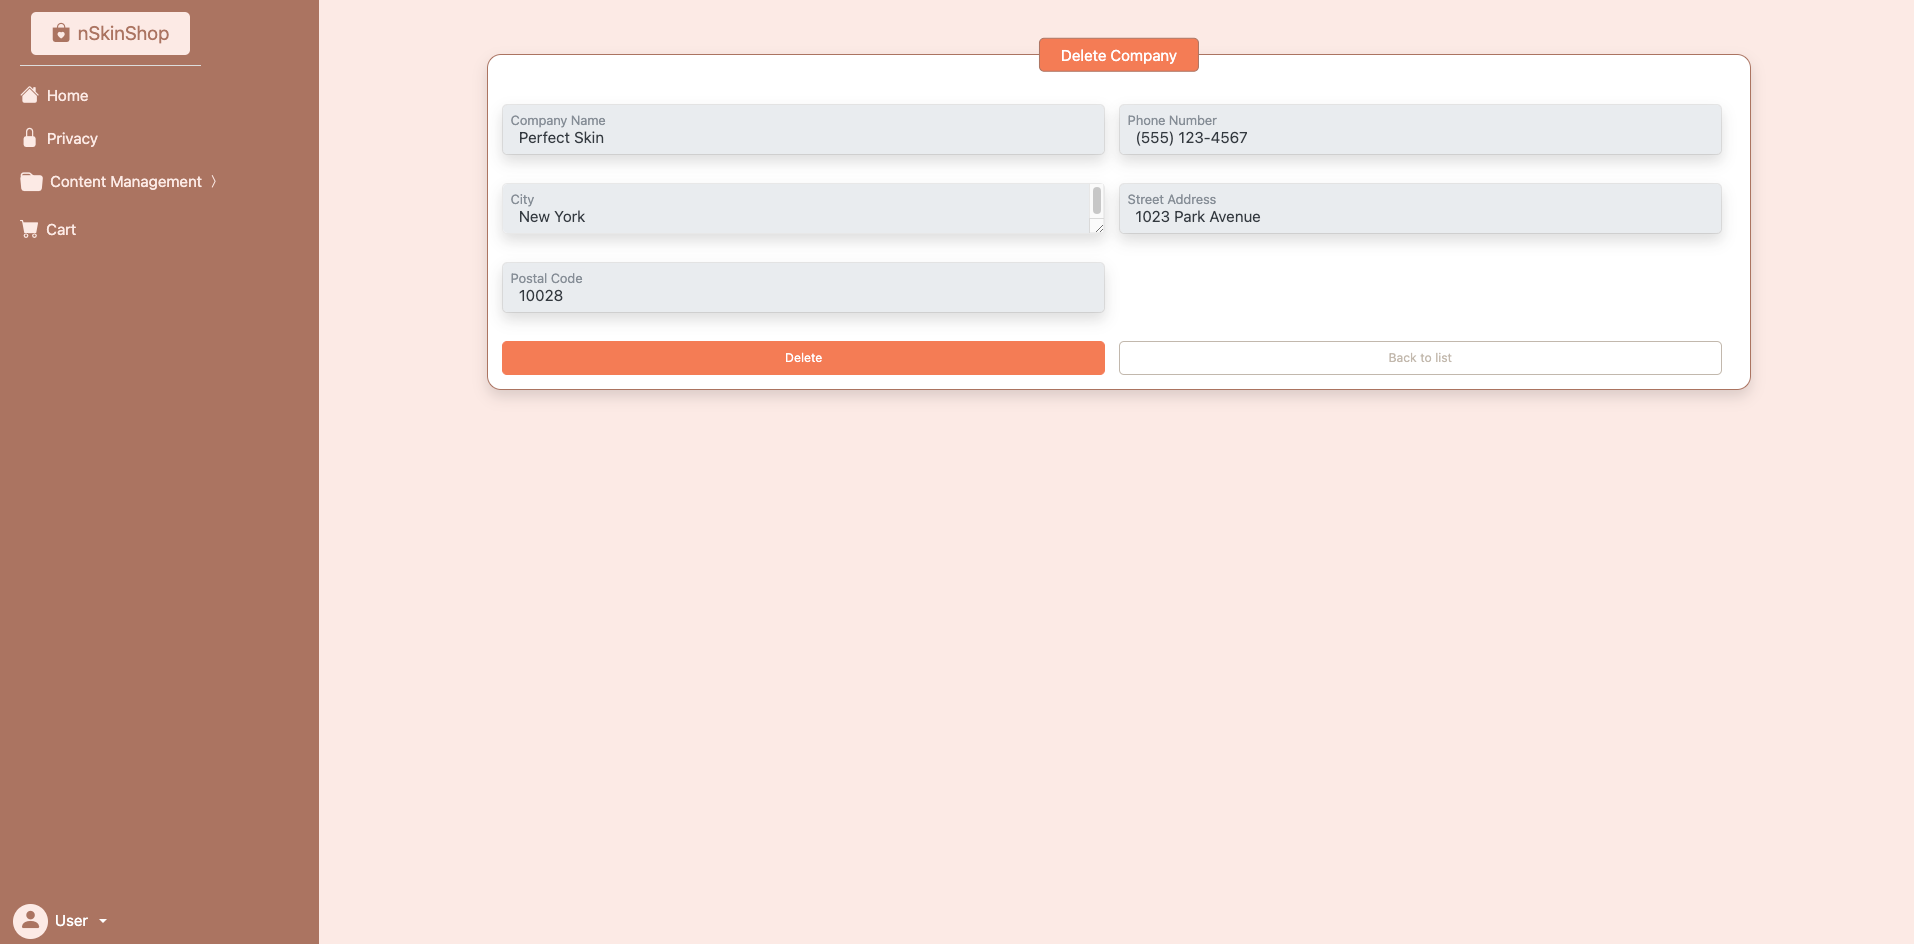 nSkinShop
Home
Privacy
Content Management
Cart
User
Delete Company
Company Name
Perfect Skin
Phone Number
(555) 123-4567
City
New York
Street Address
1023 Park Avenue
Postal Code
10028
Delete
Back to list